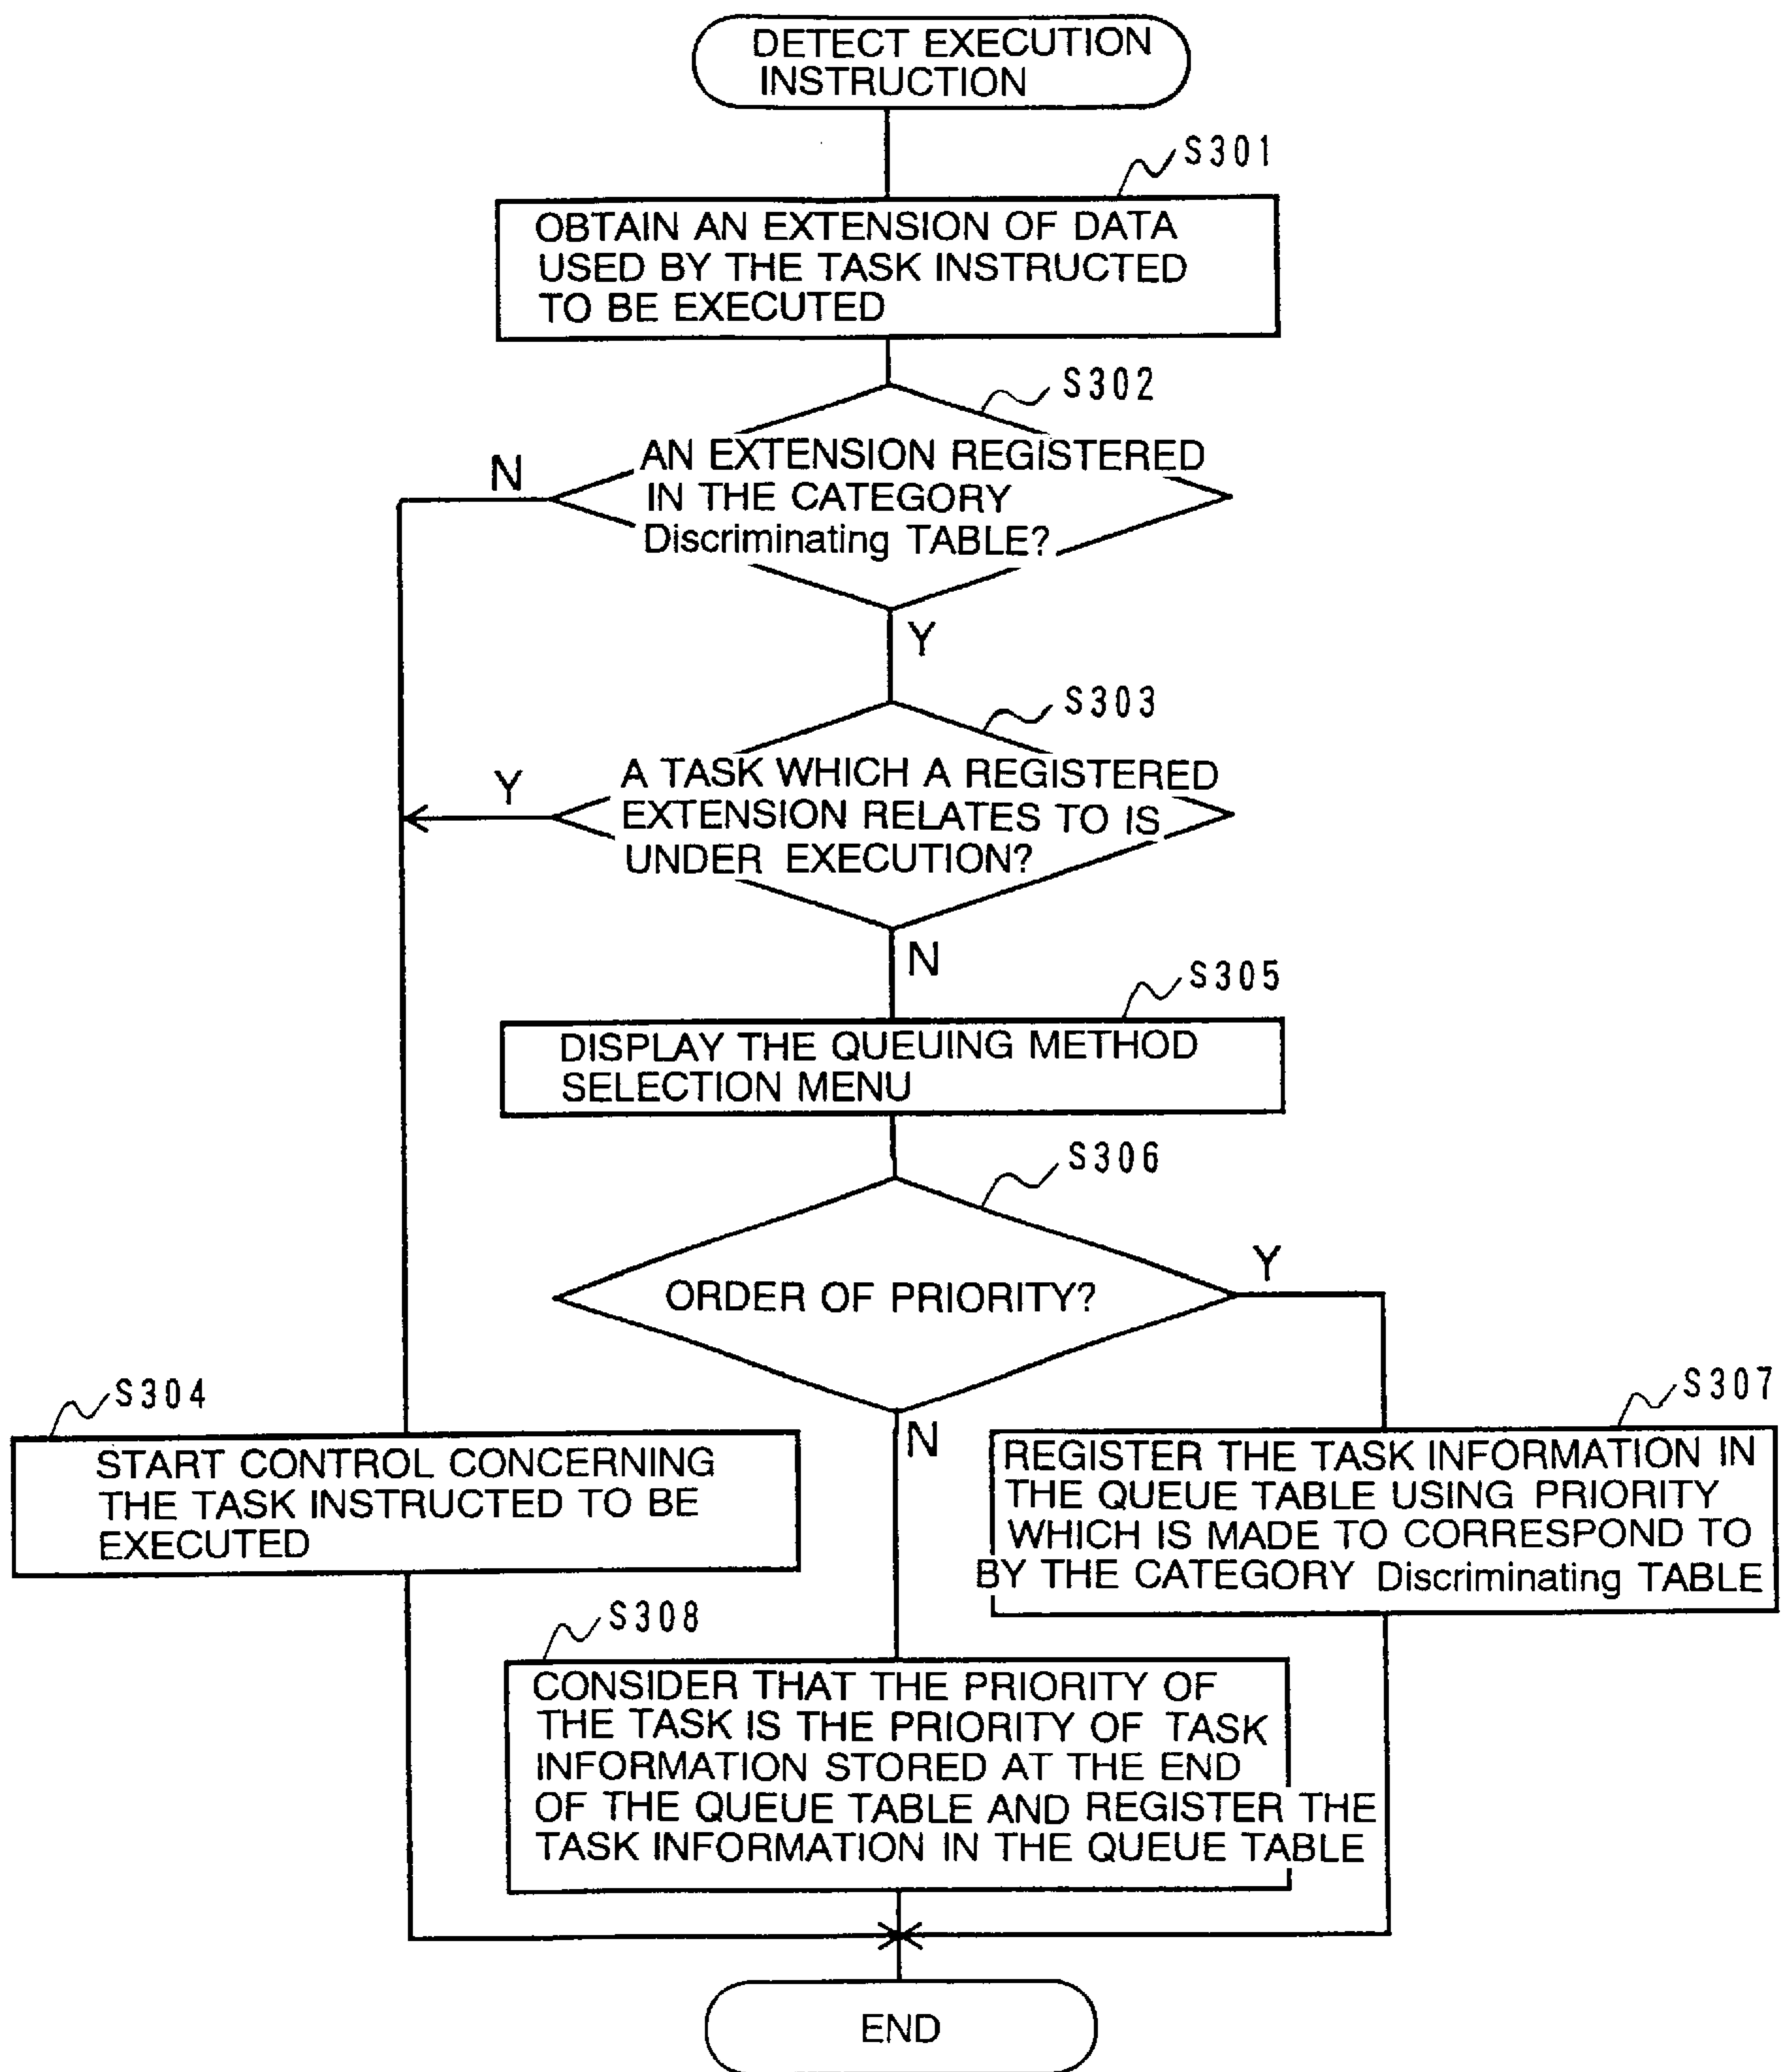 DETECT EXECUTION
INSTRUCTION
S301
OBTAIN AN EXTENSION OF DATA
USED BY THE TASK INSTRUCTED
TO BE EXECUTED
S302
AN EXTENSION REGISTERED
IN THE CATEGORY
Discriminating TABLE?
N
Y
S303
A TASK WHICH A REGISTERED
EXTENSION RELATES TO IS
UNDER EXECUTION?
Y
N
S305
DISPLAY THE QUEUING METHOD
SELECTION MENU
S306
ORDER OF PRIORITY?
Y
N
S304
START CONTROL CONCERNING
THE TASK INSTRUCTED TO BE
EXECUTED
S307
REGISTER THE TASK INFORMATION IN
THE QUEUE TABLE USING PRIORITY
WHICH IS MADE TO CORRESPOND TO
BY THE CATEGORY Discriminating TABLE
S308
CONSIDER THAT THE PRIORITY OF
THE TASK IS THE PRIORITY OF TASK
INFORMATION STORED AT THE END
OF THE QUEUE TABLE AND REGISTER THE
TASK INFORMATION IN THE QUEUE TABLE
END